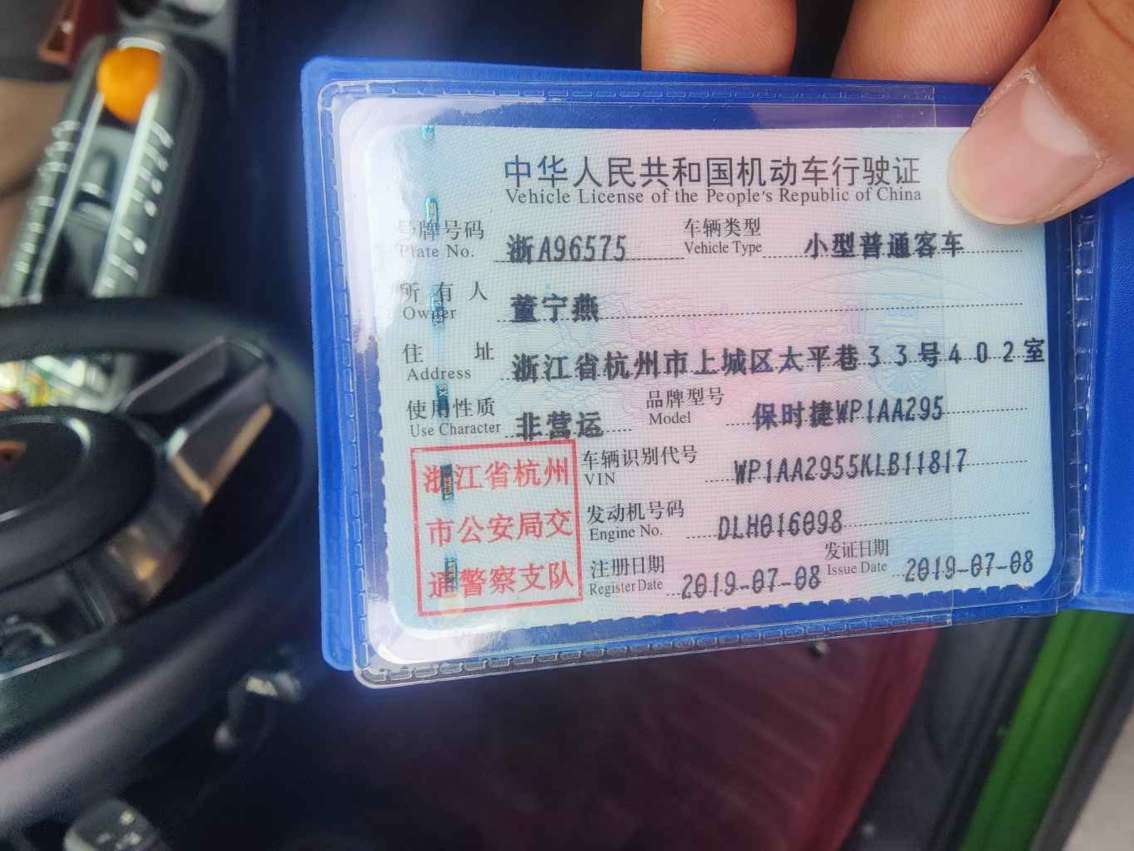 中华人民共和国机动车行驶证
Vehicle License of the People's Republic of China
号牌号码 浙A96575 车辆类型 小型普通客车
Plate No. Vehicle Type
所有人 董宁燕
Owner
住址 浙江省杭州市上城区太平巷33号402室
Address
使用性质 非营运 品牌型号 保时捷WP1AA295
Use Character Model
浙江省杭州
市公安局交
通警察支队
车辆识别代号 WP1AA2955KLB11817
VIN
发动机号码 DLH016098
Engine No.
注册日期 2019-07-08 发证日期 2019-07-08
Register Date Issue Date